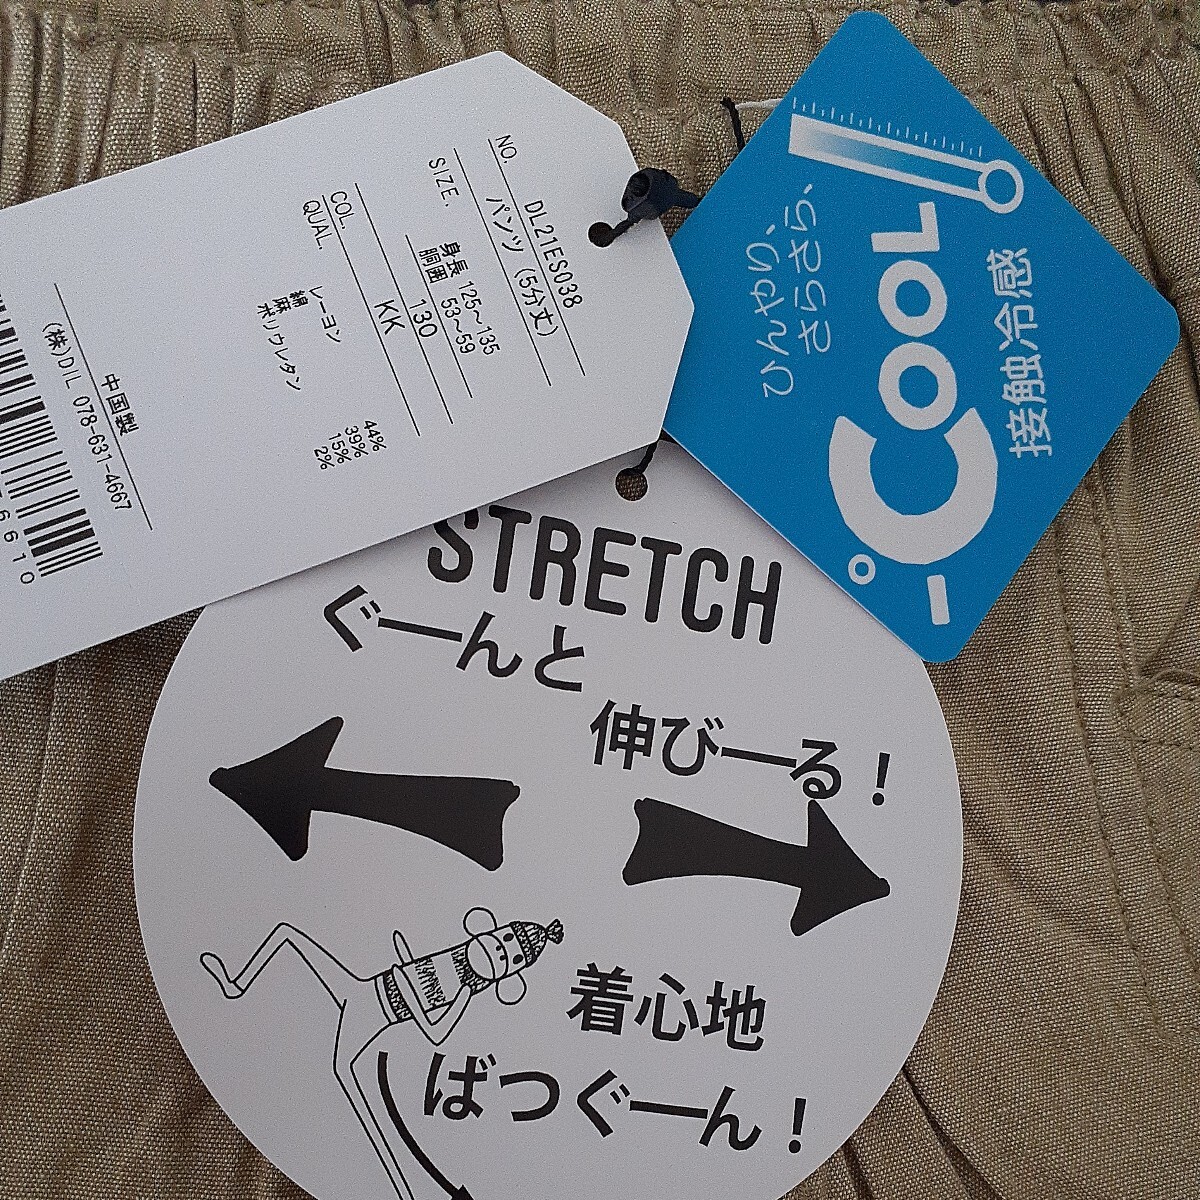 NO. DL21ES038
パンツ (5分丈)
SIZE. 身長 125～135
胴囲 53～59
130
COL. KK
QUAL. レーヨン 44%
綿 39%
麻 15%
ポリウレタン 2%
中国製
(株)DIL 078-631-4667
6610
ひんやり、
さらさら、
-°COOL
接触冷感
STRETCH
ぐーんと
伸びーる！
着心地
ばつぐーん！